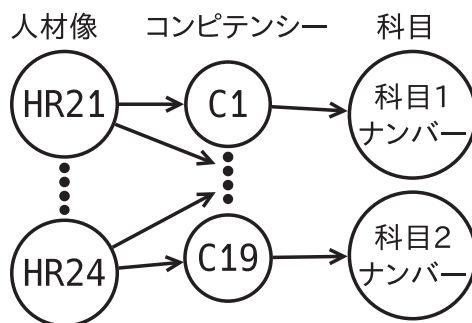 人材像 コンピテンシー 科目
HR21 C1 科目1
ナンバー
HR24 C19 科目2
ナンバー